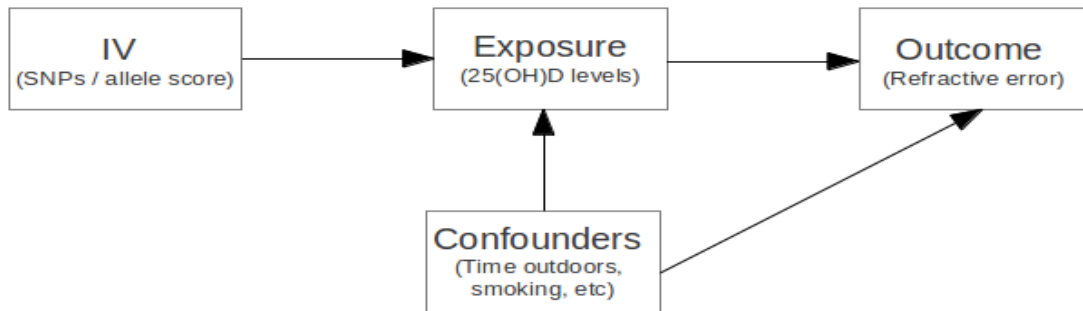 IV
(SNPs / allele score)
Exposure
(25(OH)D levels)
Outcome
(Refractive error)
Confounders
(Time outdoors,
smoking, etc)